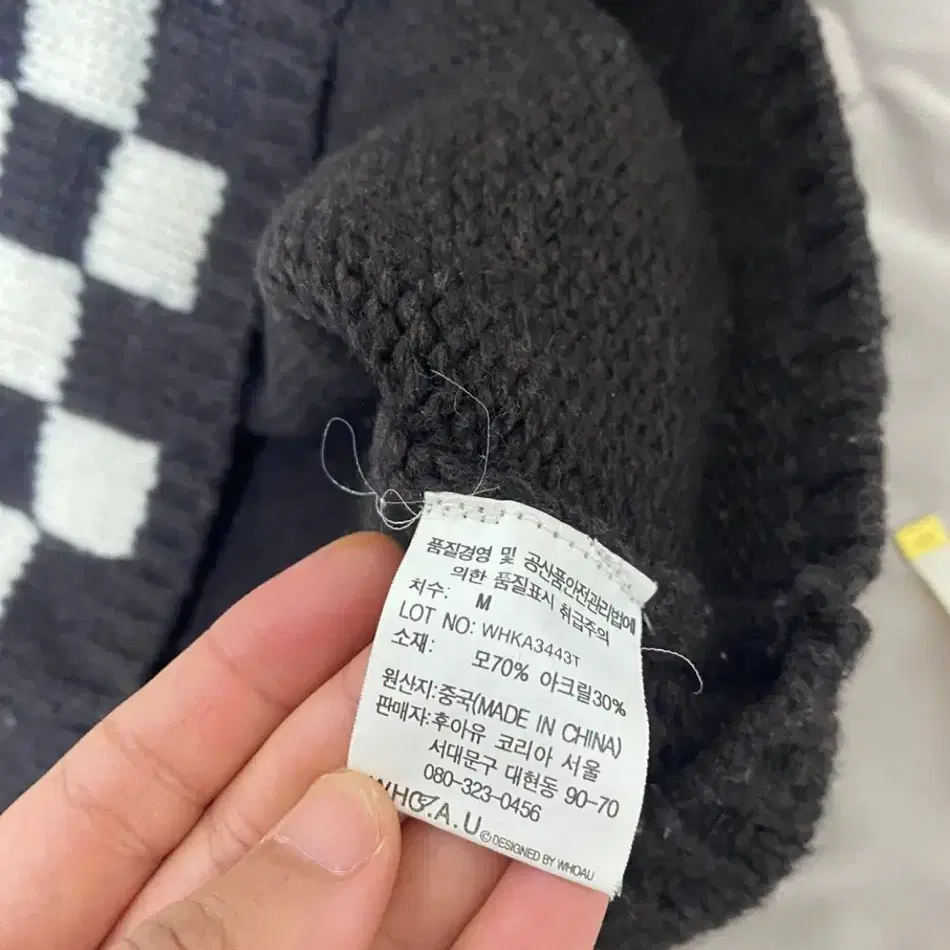 품질경영 및 공산품안전관리법에
의한 품질표시 취급주의
치수: M
LOT NO: WHKA3443T
소재: 모70% 아크릴30%
원산지:중국(MADE IN CHINA)
판매자:후아유 코리아 서울
서대문구 대현동 90-70
080-323-0456
WHO.A.U
©DESIGNED BY WHOAU